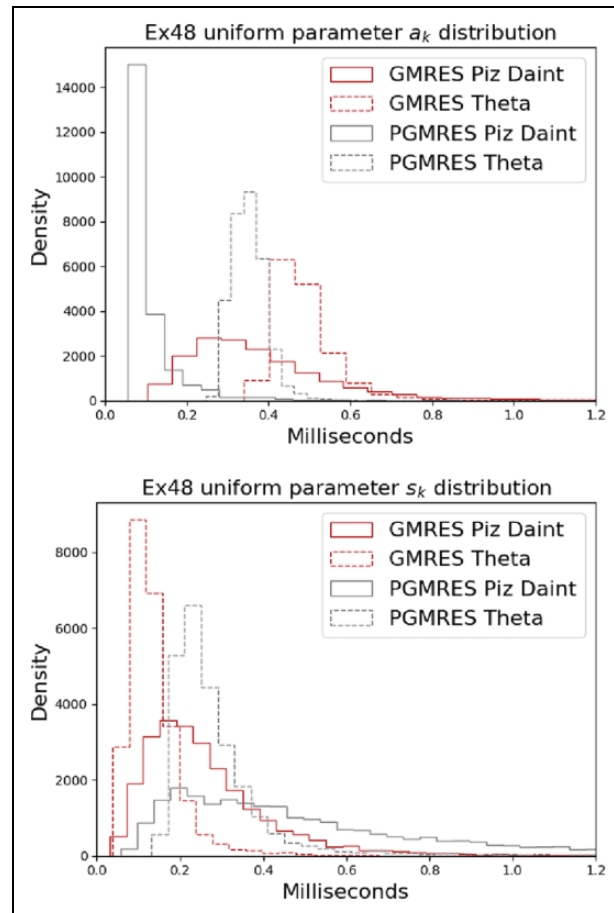 Ex48 uniform parameter a_k distribution
GMRES Piz Daint
GMRES Theta
PGMRES Piz Daint
PGMRES Theta
14000
12000
10000
8000
6000
4000
2000
0
Density
0.0 0.2 0.4 0.6 0.8 1.0 1.2
Milliseconds
Ex48 uniform parameter s_k distribution
GMRES Piz Daint
GMRES Theta
PGMRES Piz Daint
PGMRES Theta
8000
6000
4000
2000
0
Density
0.0 0.2 0.4 0.6 0.8 1.0 1.2
Milliseconds